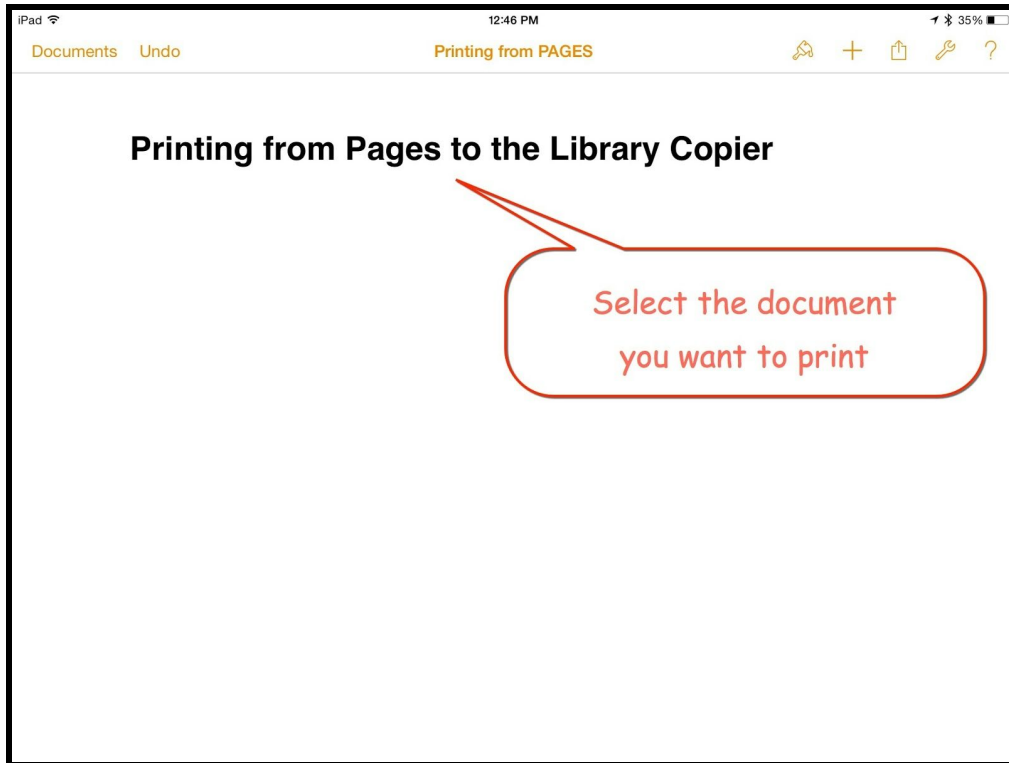 iPad 12:46 PM 35%
Documents Undo Printing from PAGES ?
Printing from Pages to the Library Copier
Select the document
you want to print